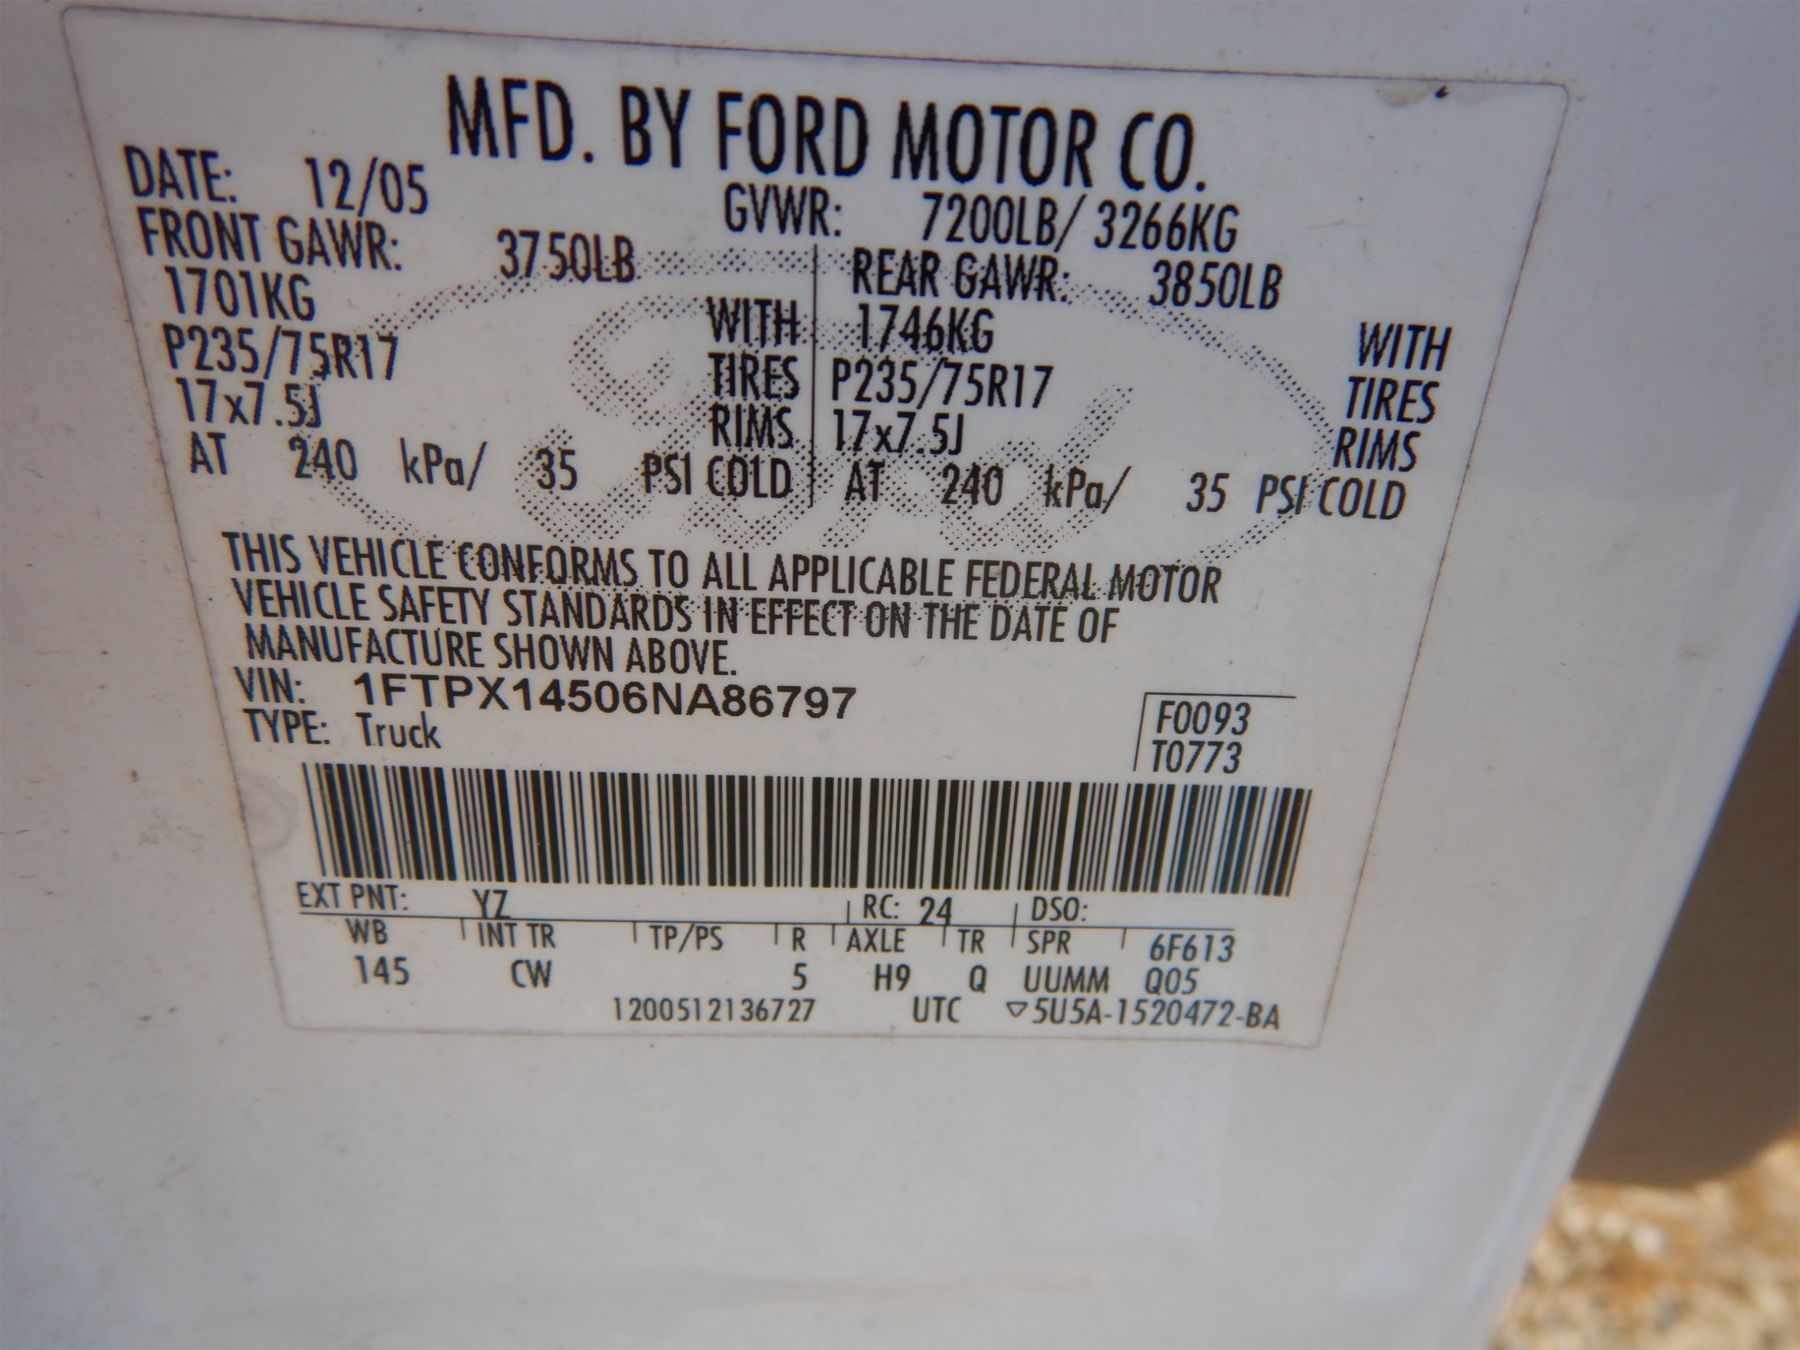 MFD. BY FORD MOTOR CO.
DATE: 12/05 GVWR: 7200LB/ 3266KG
FRONT GAWR: 3750LB REAR GAWR: 3850LB
1701KG WITH 1746KG WITH
P235/75R17 TIRES P235/75R17 TIRES
17x7.5J RIMS 17x7.5J RIMS
AT 240 kPa/ 35 PSI COLD AT 240 kPa/ 35 PSI COLD
Ford
THIS VEHICLE CONFORMS TO ALL APPLICABLE FEDERAL MOTOR
VEHICLE SAFETY STANDARDS IN EFFECT ON THE DATE OF
MANUFACTURE SHOWN ABOVE.
VIN: 1FTPX14506NA86797 F0093
TYPE: Truck T0773
EXT PNT: YZ RC: 24 DSO:
WB INT TR TP/PS R AXLE TR SPR 6F613
145 CW 5 H9 Q UUMM Q05
1200512136727 UTC ▽5U5A-1520472-BA